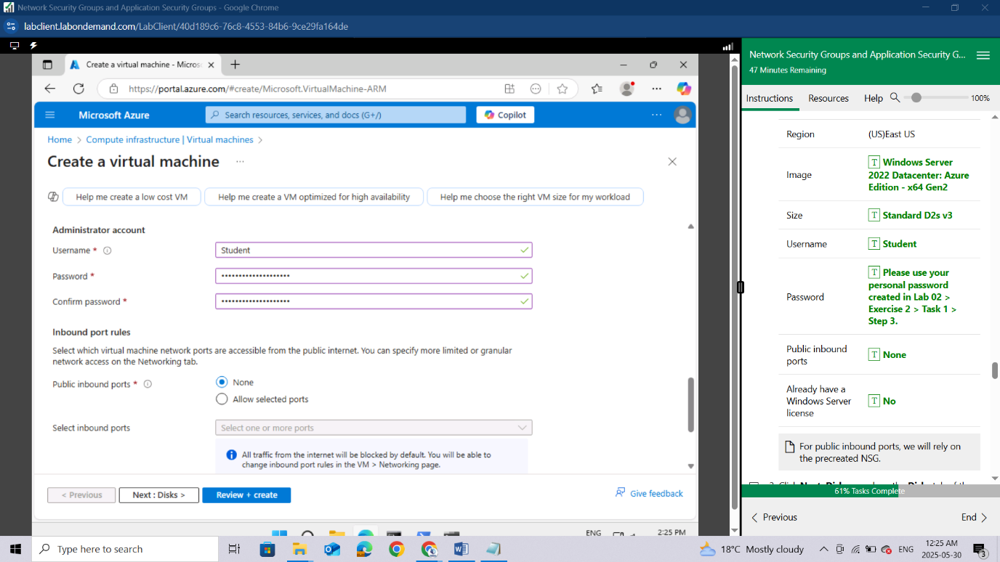 Network Security Groups and Application Security Groups - Google Chrome
labclient.labondemand.com/LabClient/40d189c6-76c8-4553-84b6-9ce29fa164de
Create a virtual machine - Micros
https://portal.azure.com/#create/Microsoft.VirtualMachine-ARM
Microsoft Azure
Search resources, services, and docs (G+/)
Copilot
Home > Compute infrastructure | Virtual machines >
Create a virtual machine
Help me create a low cost VM
Help me create a VM optimized for high availability
Help me choose the right VM size for my workload
Administrator account
Username *
Student
Password *
Confirm password *
Inbound port rules
Select which virtual machine network ports are accessible from the public internet. You can specify more limited or granular
network access on the Networking tab.
Public inbound ports *
None
Allow selected ports
Select inbound ports
Select one or more ports
All traffic from the internet will be blocked by default. You will be able to
change inbound port rules in the VM > Networking page.
< Previous
Next : Disks >
Review + create
Give feedback
ENG
2:25 PM
Network Security Groups and Application Security G...
47 Minutes Remaining
Instructions
Resources
Help
100%
Region
(US)East US
Image
T Windows Server
2022 Datacenter: Azure
Edition - x64 Gen2
Size
T Standard D2s v3
Username
T Student
Password
T Please use your
personal password
created in Lab 02 >
Exercise 2 > Task 1 >
Step 3.
Public inbound
ports
T None
Already have a
Windows Server
license
T No
For public inbound ports, we will rely on
the precreated NSG.
61% Tasks Complete
Previous
End
Type here to search
18°C Mostly cloudy
ENG
12:25 AM
2025-05-30
3